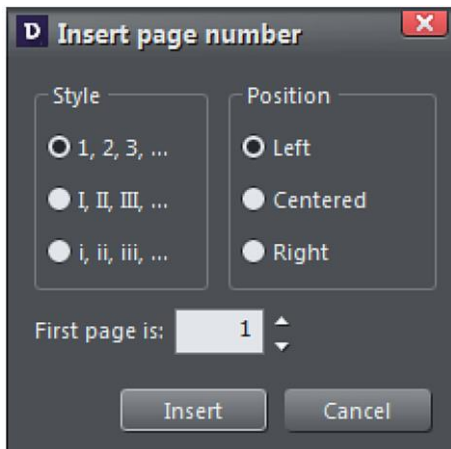 D Insert page number
Style
1, 2, 3, ...
I, II, III, ...
i, ii, iii, ...
Position
Left
Centered
Right
First page is: 1
Insert Cancel